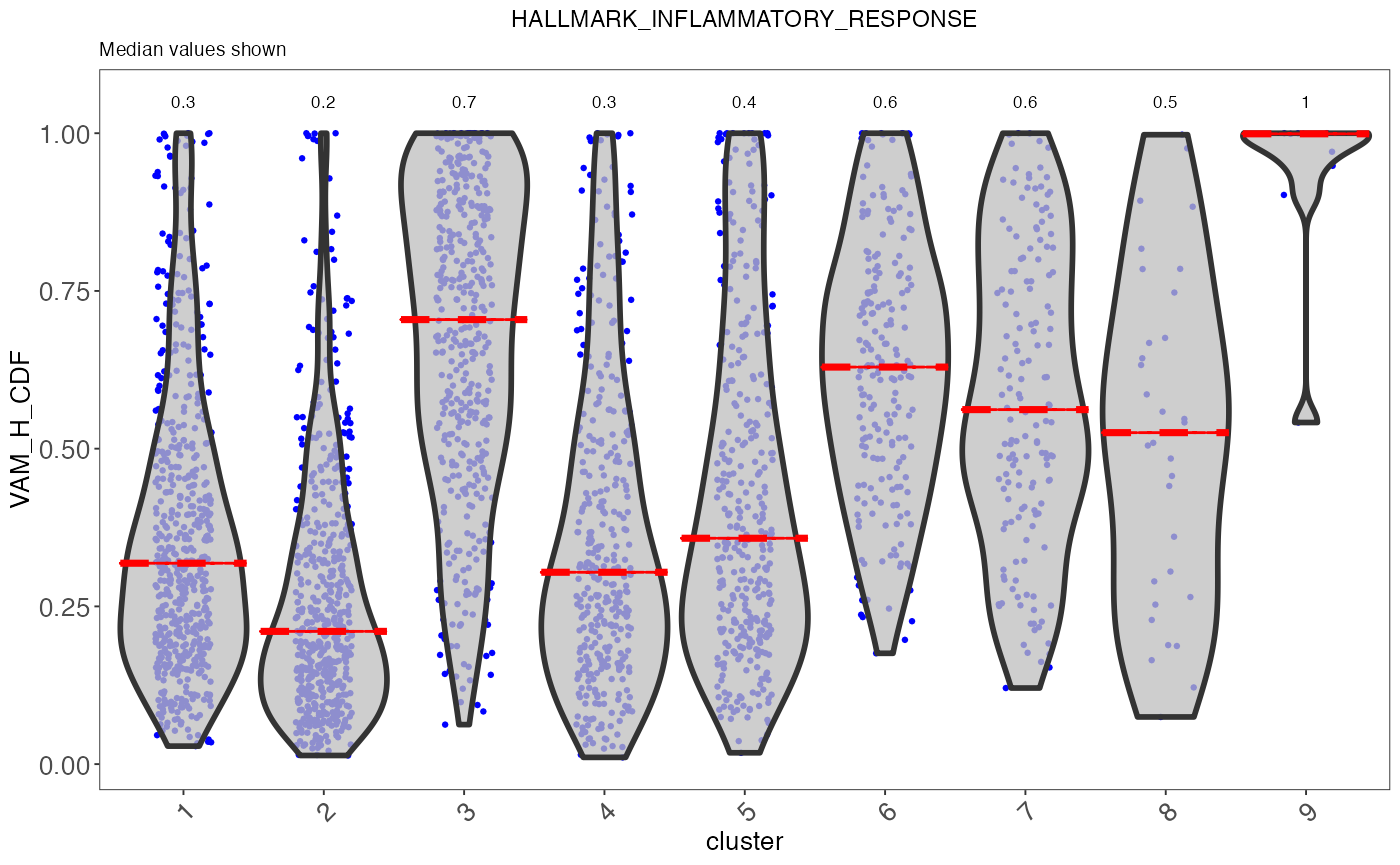 HALLMARK_INFLAMMATORY_RESPONSE
Median values shown
0.3 0.2 0.7 0.3 0.4 0.6 0.6 0.5 1
1.00
0.75
0.50
0.25
0.00
VAM_H_CDF
1 2 3 4 5 6 7 8 9
cluster